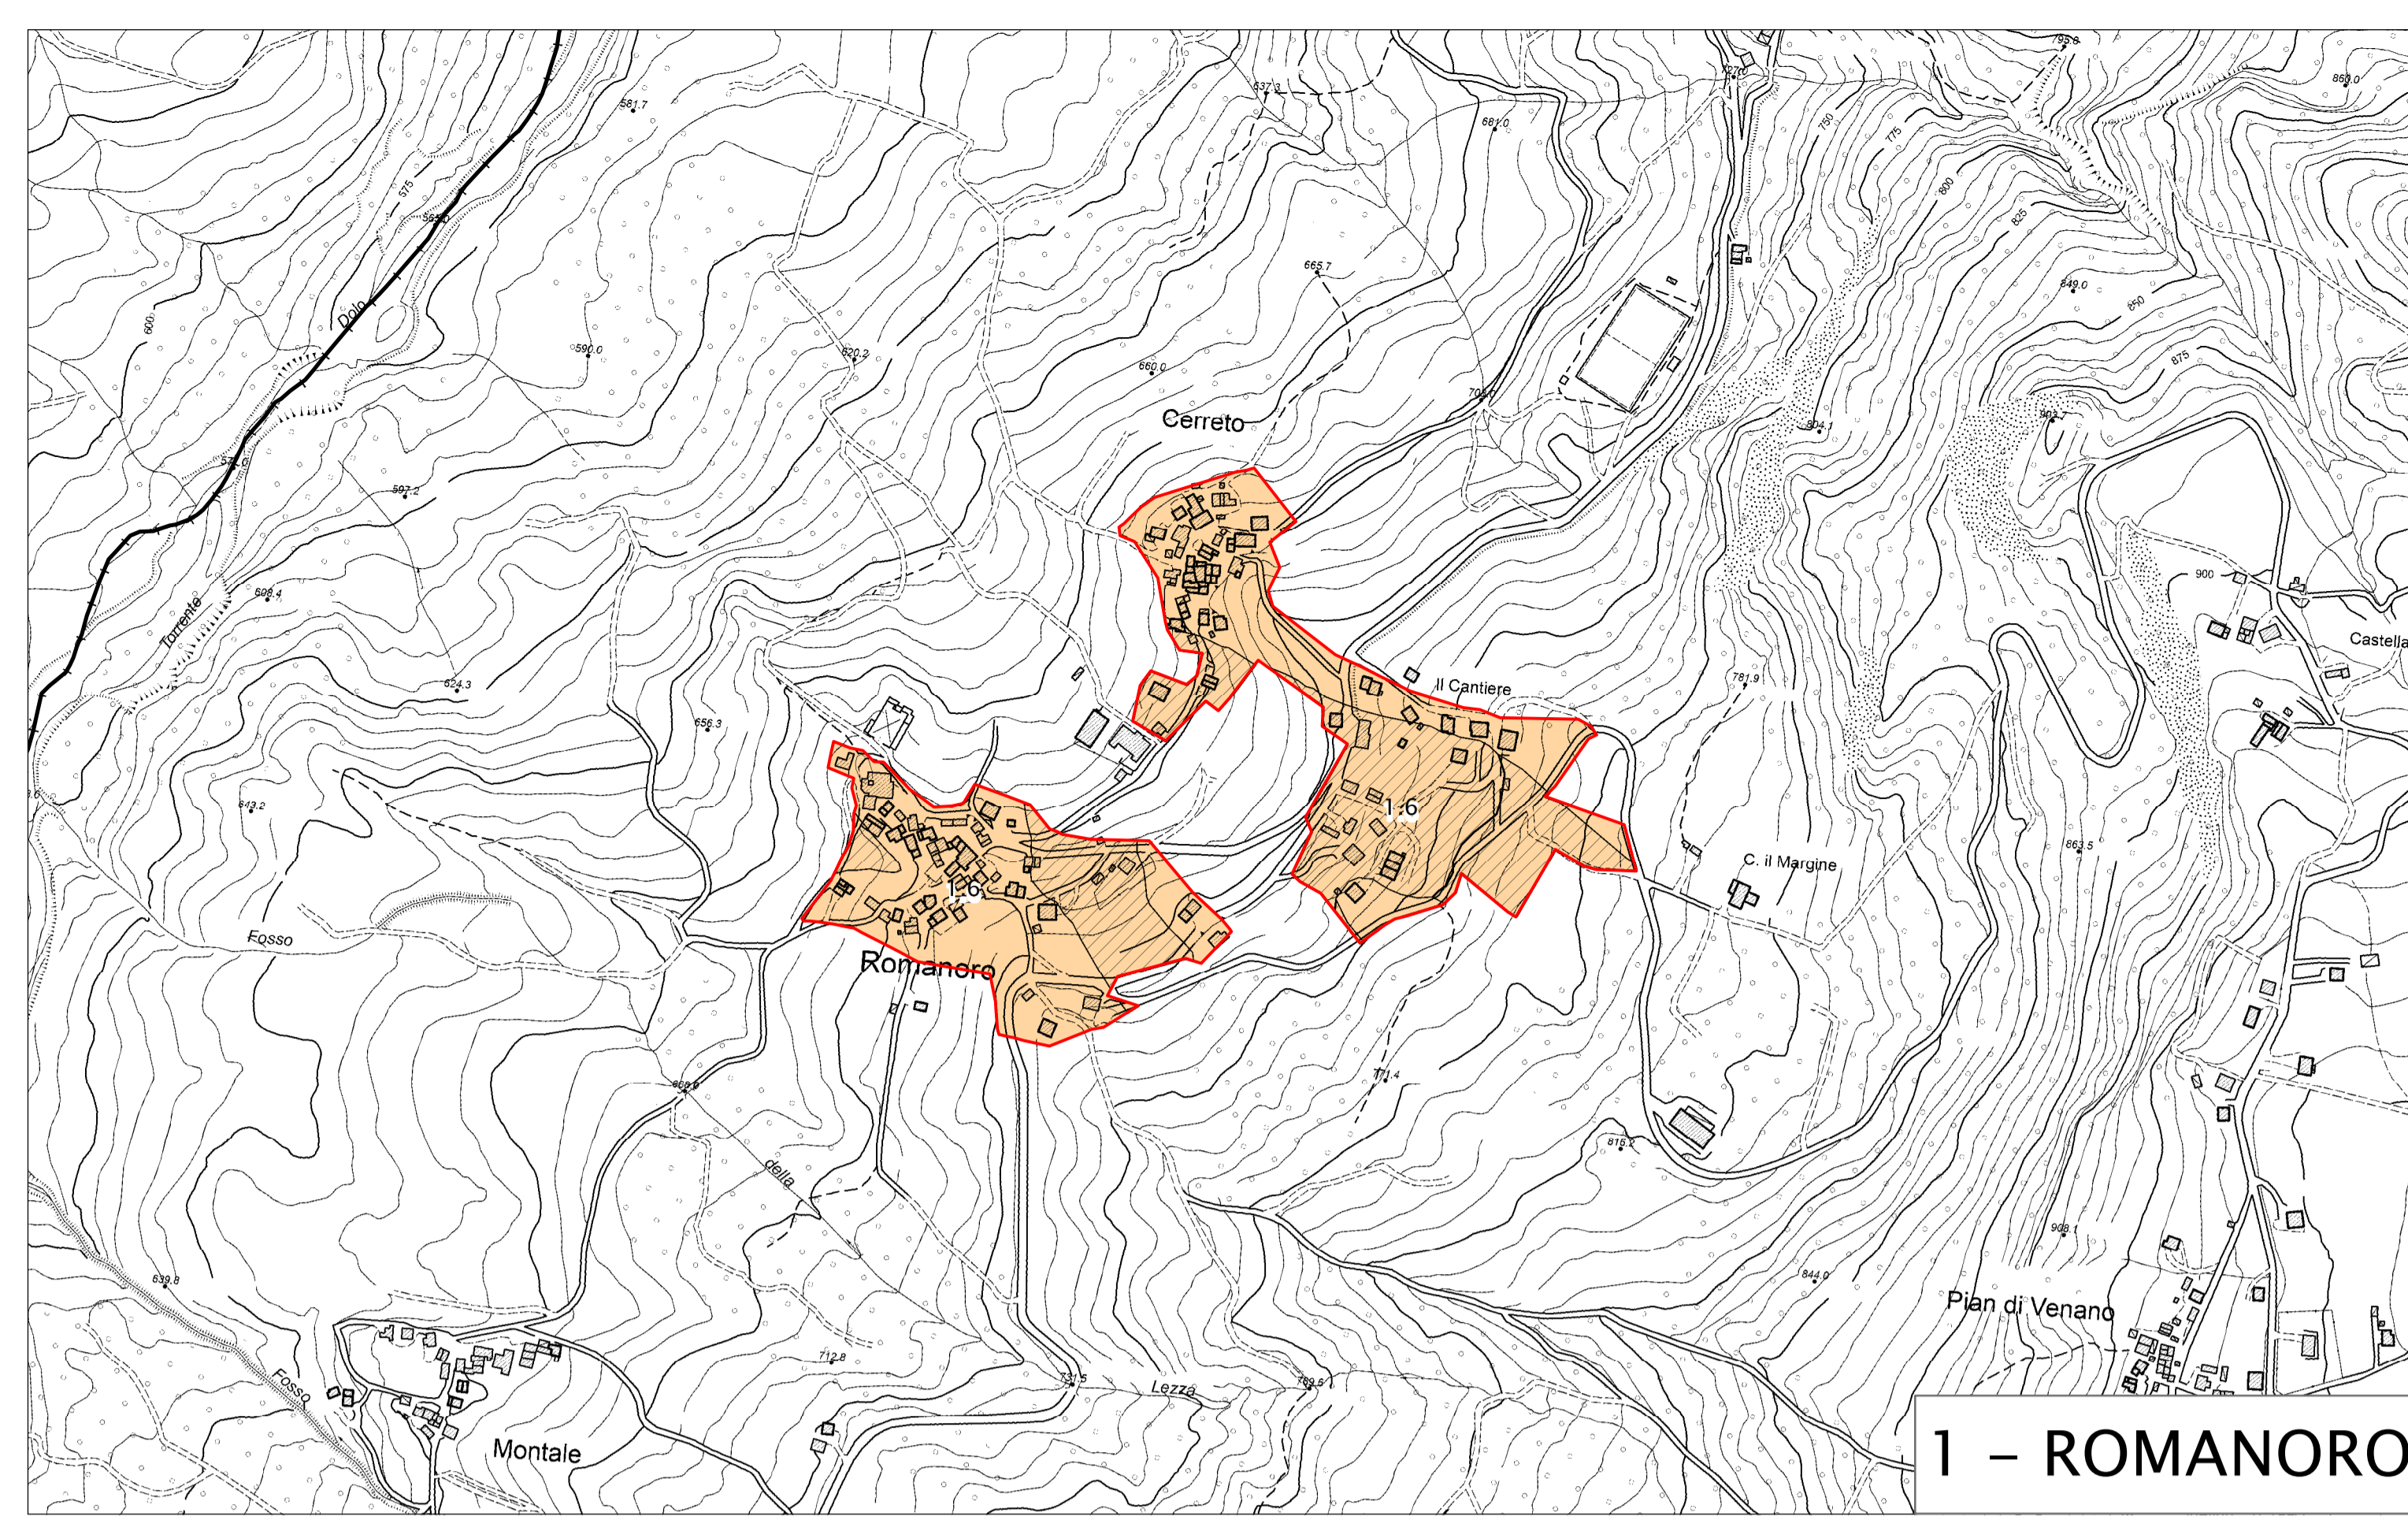 795.8
727.0
860.0
637.3
581.7
681.0
750
775
575
800
825
665.7
849.0
850
Dolo
600
590.0
620.2
660.0
875
Cerreto
804.1
597.2
900
608.4
Torrente
Castella
624.3
Il Cantiere
781.9
656.3
643.2
1.6
863.5
C. il Margine
1.6
Fosso
Romanoro
771.4
816.2
della
908.1
639.8
844.0
Pian di Venano
712.8
731.5
769.5
Lezza
Fosso
Montale
1 – ROMANORO